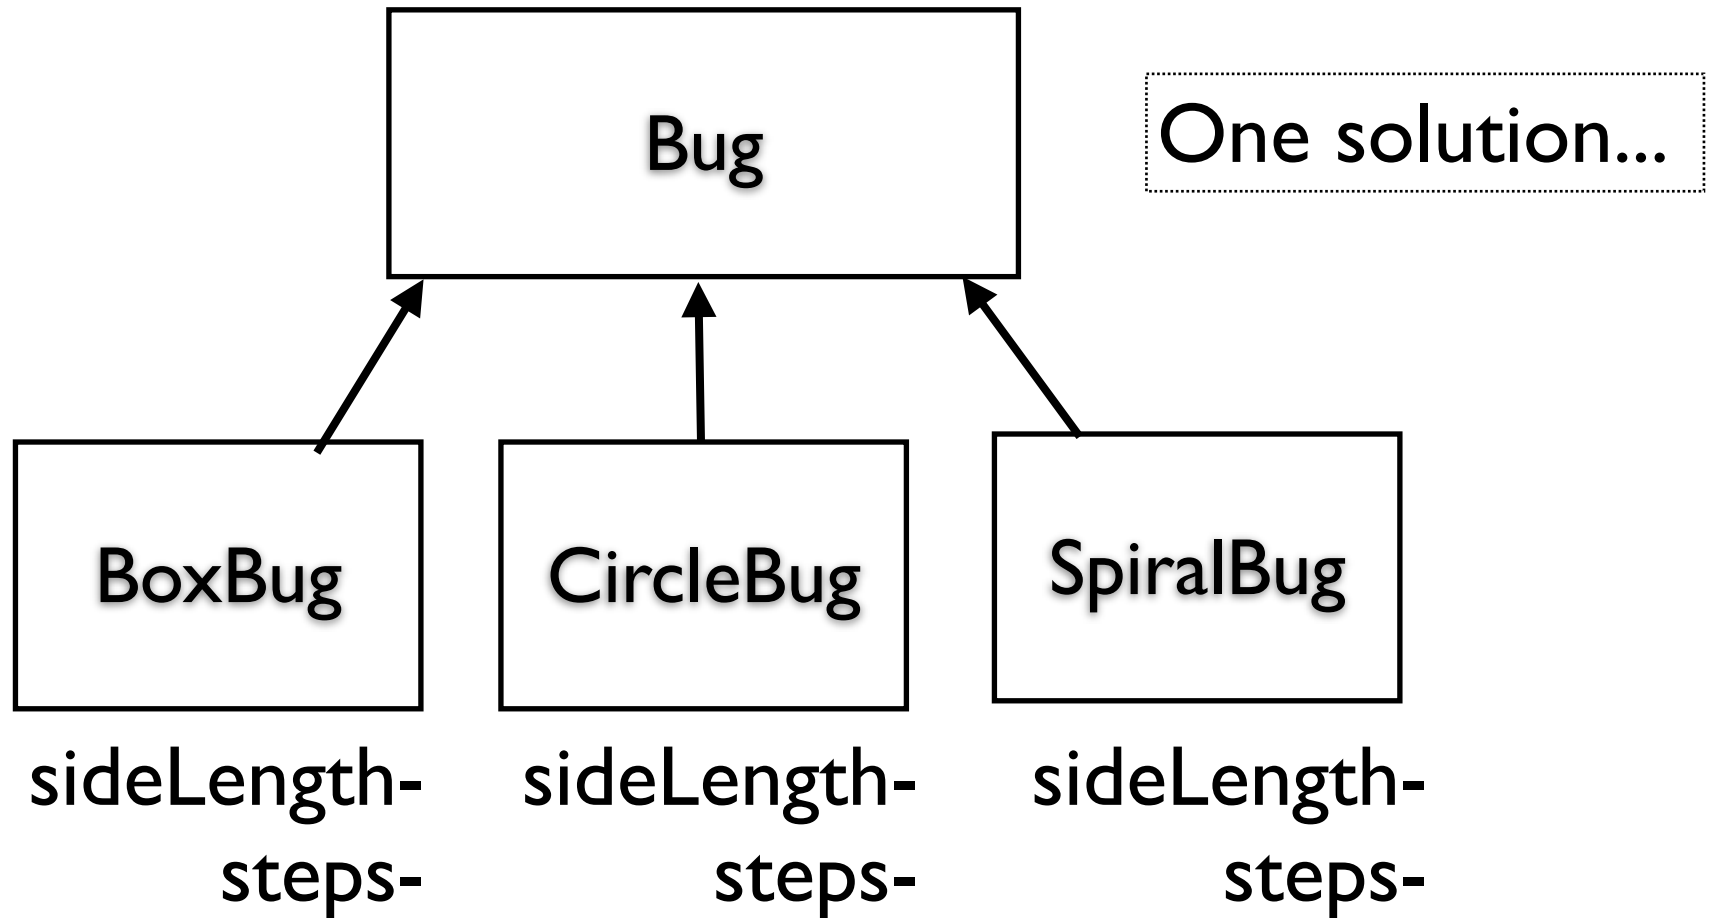 Bug
One solution...
BoxBug
CircleBug
SpiralBug
sideLength-
steps-
sideLength-
steps-
sideLength-
steps-